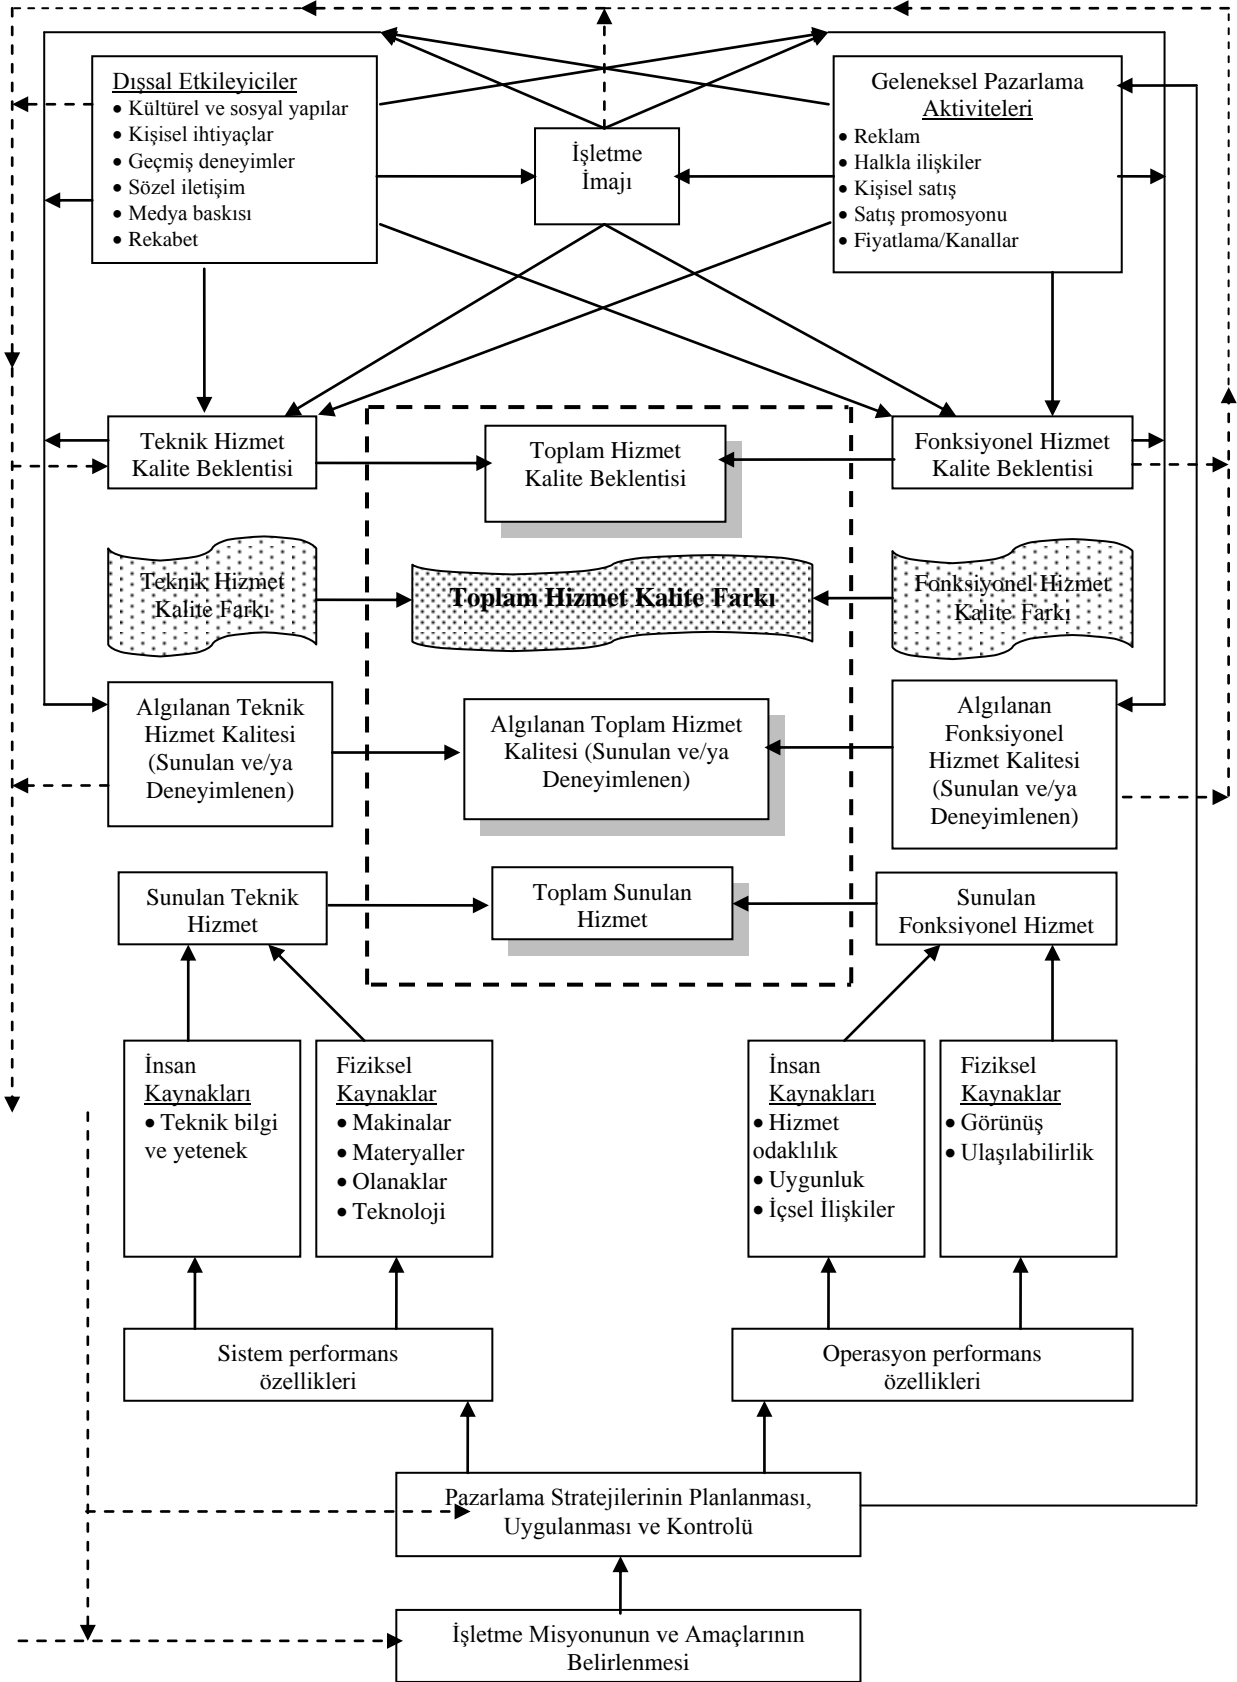 Dışsal Etkileyiciler
• Kültürel ve sosyal yapılar
• Kişisel ihtiyaçlar
• Geçmiş deneyimler
• Sözel iletişim
• Medya baskısı
• Rekabet
İşletme
İmajı
Geleneksel Pazarlama
Aktiviteleri
• Reklam
• Halkla ilişkiler
• Kişisel satış
• Satış promosyonu
• Fiyatlama/Kanallar
Teknik Hizmet
Kalite Beklentisi
Toplam Hizmet
Kalite Beklentisi
Fonksiyonel Hizmet
Kalite Beklentisi
Teknik Hizmet
Kalite Farkı
Toplam Hizmet Kalite Farkı
Fonksiyonel Hizmet
Kalite Farkı
Algılanan Teknik
Hizmet Kalitesi
(Sunulan ve/ya
Deneyimlenen)
Algılanan Toplam Hizmet
Kalitesi (Sunulan ve/ya
Deneyimlenen)
Algılanan
Fonksiyonel
Hizmet Kalitesi
(Sunulan ve/ya
Deneyimlenen)
Sunulan Teknik
Hizmet
Toplam Sunulan
Hizmet
Sunulan
Fonksiyonel Hizmet
İnsan
Kaynakları
• Teknik bilgi
ve yetenek
Fiziksel
Kaynaklar
• Makinalar
• Materyaller
• Olanaklar
• Teknoloji
İnsan
Kaynakları
• Hizmet
odaklılık
• Uygunluk
• İçsel İlişkiler
Fiziksel
Kaynaklar
• Görünüş
• Ulaşılabilirlik
Sistem performans
özellikleri
Operasyon performans
özellikleri
Pazarlama Stratejilerinin Planlanması,
Uygulanması ve Kontrolü
İşletme Misyonunun ve Amaçlarının
Belirlenmesi